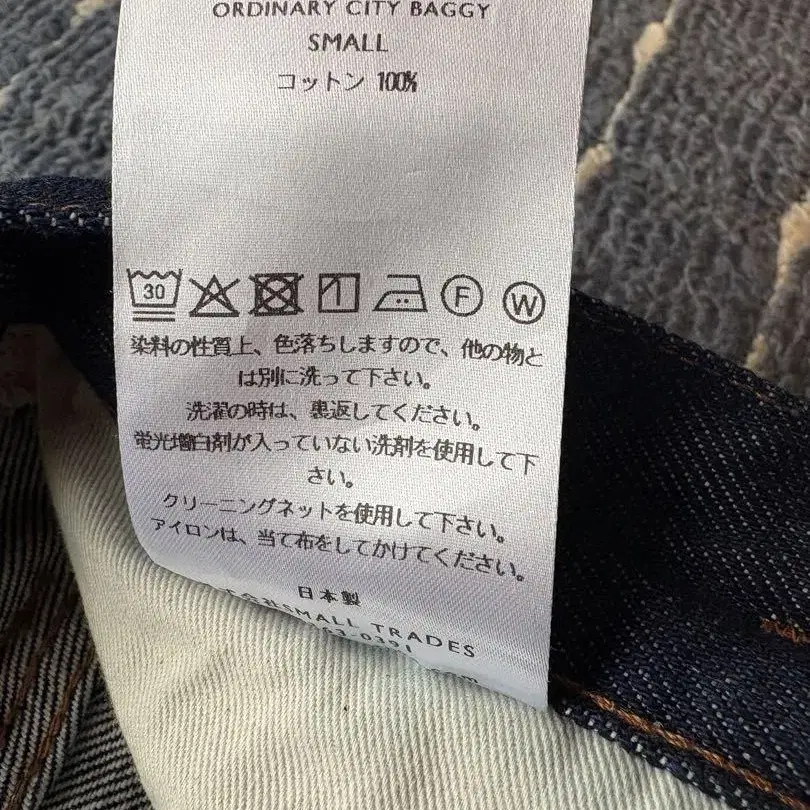 ORDINARY CITY BAGGY
SMALL
コットン 100%
30
F
W
染料の性質上、色落ちしますので、他の物と
は別に洗って下さい。
洗濯の時は、裏返してください。
蛍光増白剤が入っていない洗剤を使用して下
さい。
クリーニングネットを使用して下さい。
アイロンは、当て布をしてかけてください。
日本製
SMALL TRADES
63-0391